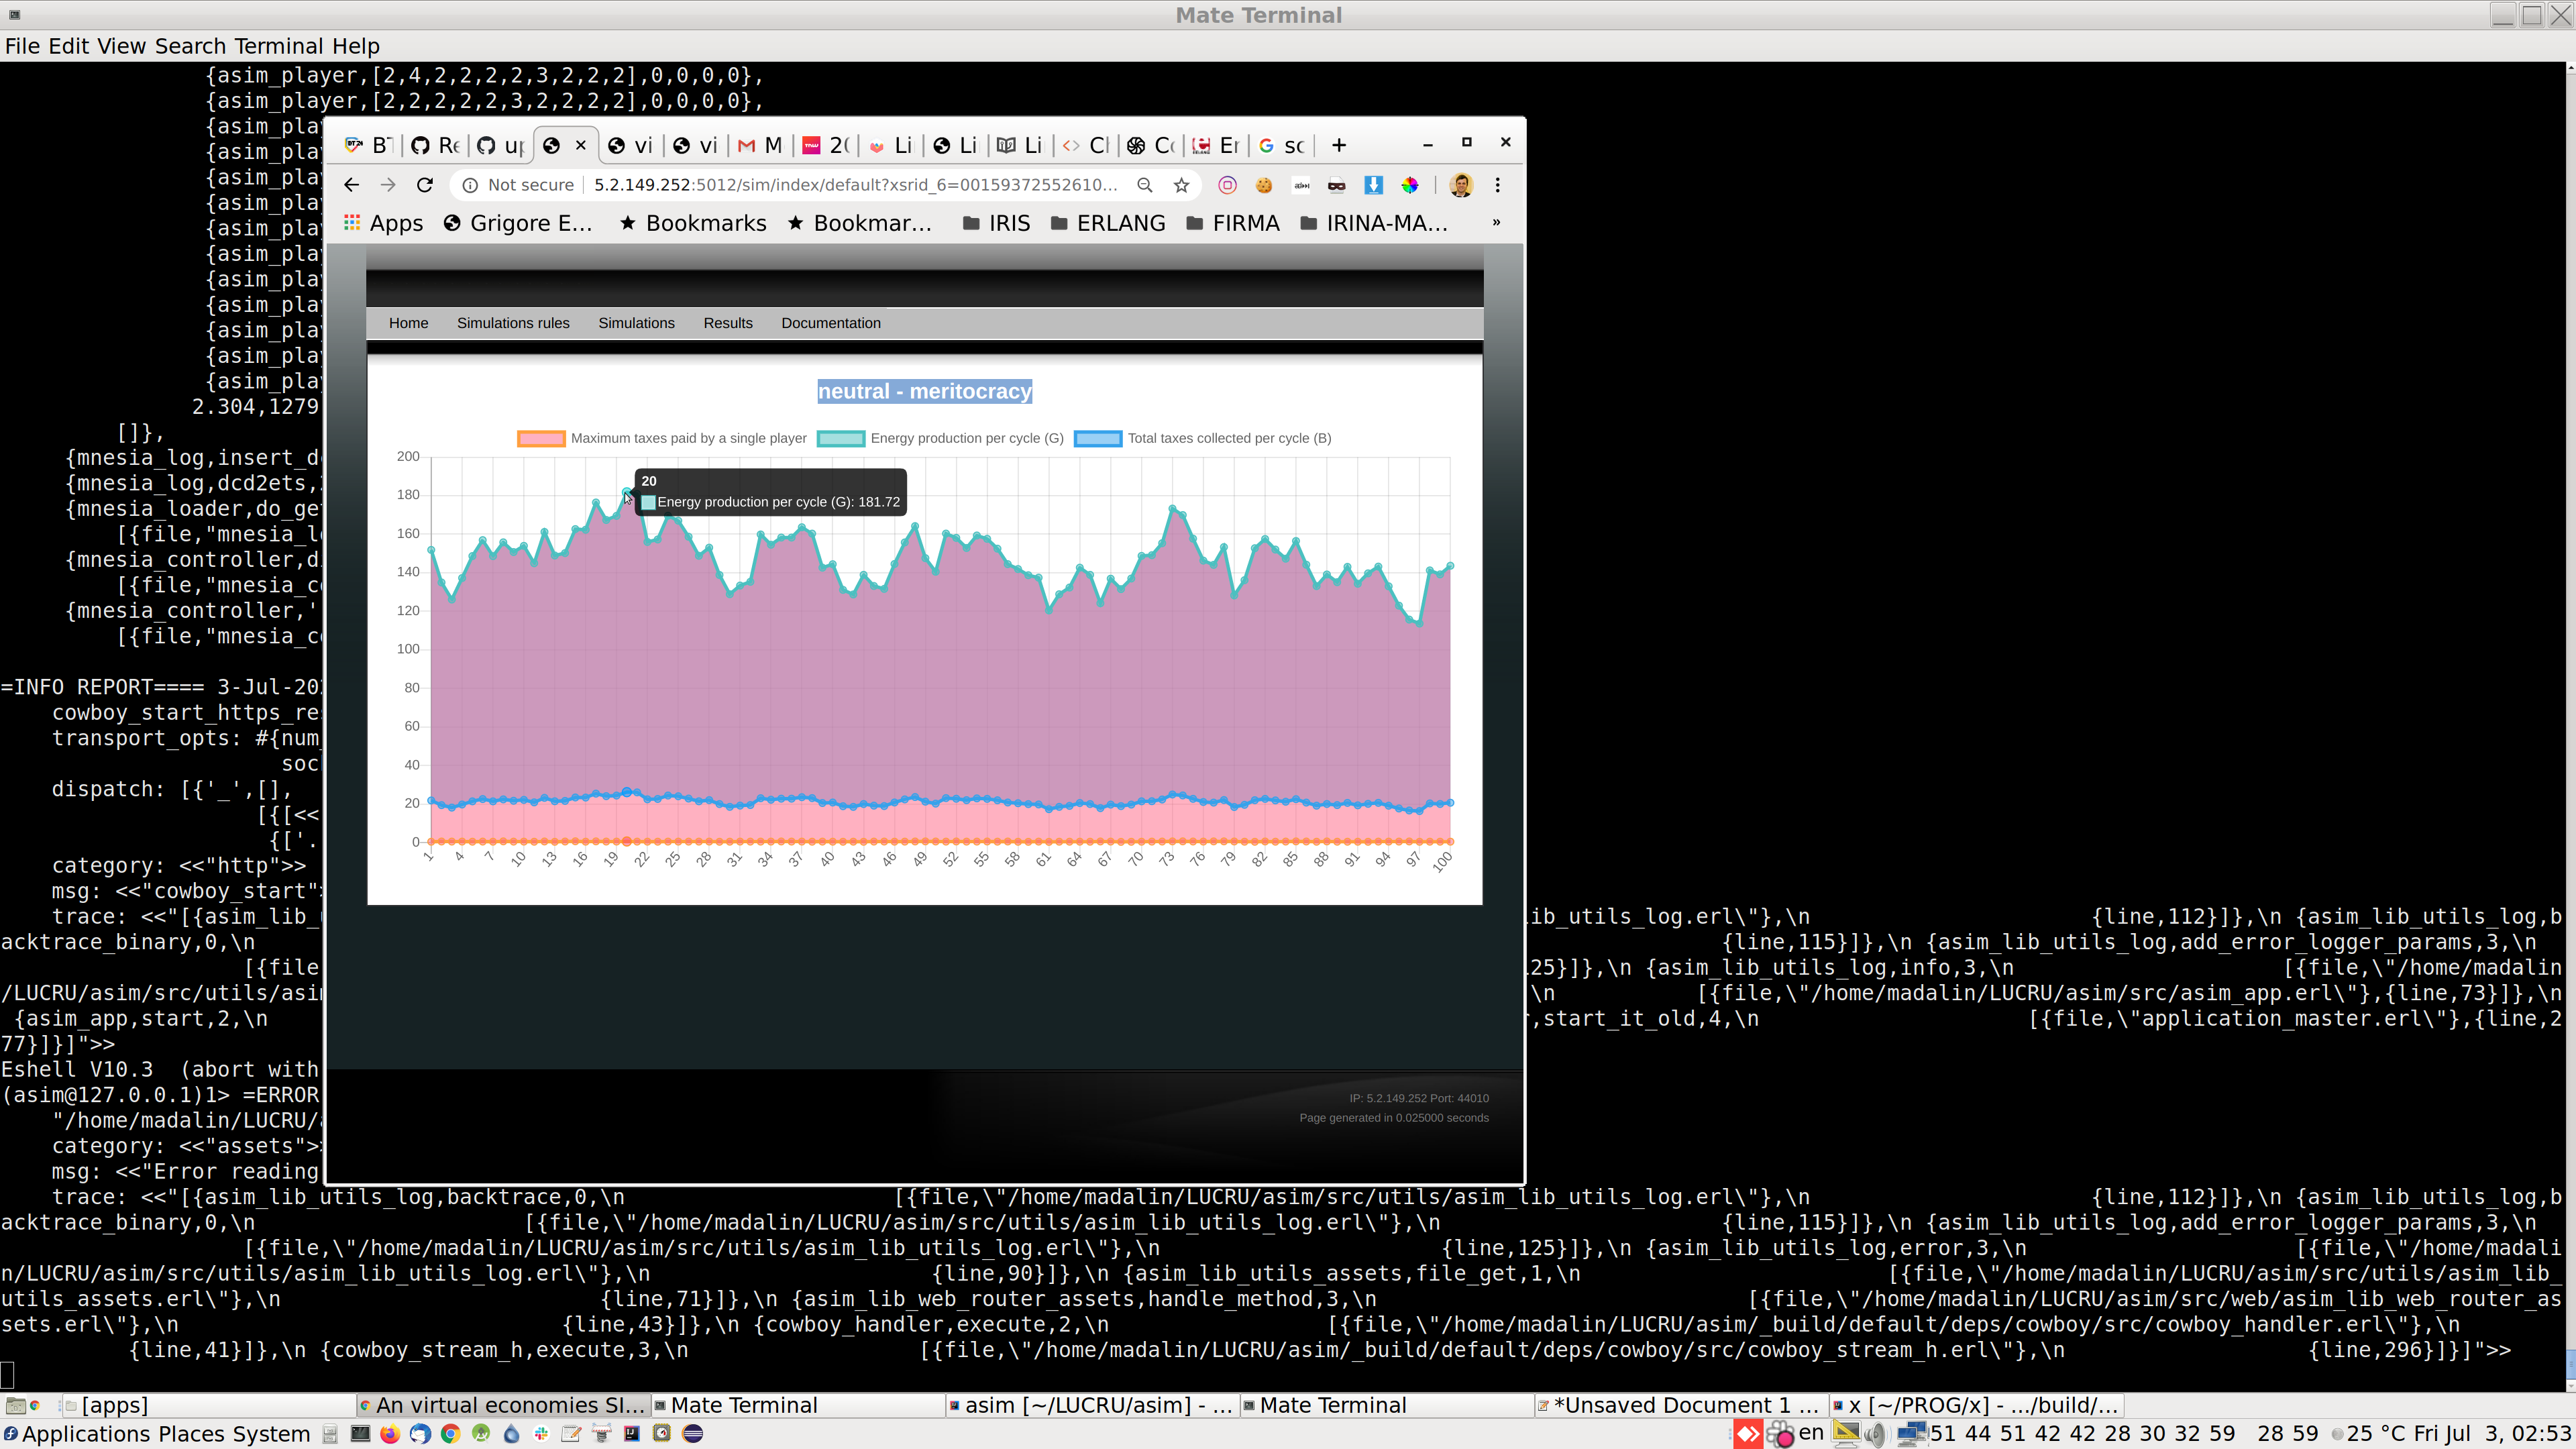 Mate Terminal
File Edit View Search Terminal Help
{asim_player,[2,4,2,2,2,2,3,2,2,2],0,0,0,0},
{asim_player,[2,2,2,2,2,3,2,2,2,2],0,0,0,0},
{asim_pla
{asim_pla
{asim_pla
{asim_pla
{asim_pla
{asim_pla
{asim_pla
{asim_pla
{asim_pla
{asim_pla
{asim_pla
2.304,1279
[]},
{mnesia_log,insert_d
{mnesia_log,dcd2ets,
{mnesia_loader,do_ge
[{file,"mnesia_l
{mnesia_controller,d
[{file,"mnesia_c
{mnesia_controller,'
[{file,"mnesia_c
=INFO REPORT==== 3-Jul-20
cowboy_start_https_re
transport_opts: #{num_
soc
dispatch: [{'_',[],
[{[<<
{['.
category: <<"http">>
msg: <<"cowboy_start"
trace: <<"[{asim_lib_
ib_utils_log.erl\"},\n {line,112}]},\n {asim_lib_utils_log,b
acktrace_binary,0,\n
{line,115}]},\n {asim_lib_utils_log,add_error_logger_params,3,\n
[{file
25}]},\n {asim_lib_utils_log,info,3,\n [{file,\"/home/madalin
/LUCRU/asim/src/utils/asi
\n [{file,\"/home/madalin/LUCRU/asim/src/asim_app.erl\"},{line,73}]},\n
{asim_app,start,2,\n
,start_it_old,4,\n [{file,\"application_master.erl\"},{line,2
77}]}]">>
Eshell V10.3 (abort with
(asim@127.0.0.1)1> =ERROR
"/home/madalin/LUCRU/
category: <<"assets">
msg: <<"Error reading
trace: <<"[{asim_lib_utils_log,backtrace,0,\n [{file,\"/home/madalin/LUCRU/asim/src/utils/asim_lib_utils_log.erl\"},\n {line,112}]},\n {asim_lib_utils_log,b
acktrace_binary,0,\n [{file,\"/home/madalin/LUCRU/asim/src/utils/asim_lib_utils_log.erl\"},\n {line,115}]},\n {asim_lib_utils_log,add_error_logger_params,3,\n
[{file,\"/home/madalin/LUCRU/asim/src/utils/asim_lib_utils_log.erl\"},\n {line,125}]},\n {asim_lib_utils_log,error,3,\n [{file,\"/home/madali
n/LUCRU/asim/src/utils/asim_lib_utils_log.erl\"},\n {line,90}]},\n {asim_lib_utils_assets,file_get,1,\n [{file,\"/home/madalin/LUCRU/asim/src/utils/asim_lib_
utils_assets.erl\"},\n {line,71}]},\n {asim_lib_web_router_assets,handle_method,3,\n [{file,\"/home/madalin/LUCRU/asim/src/web/asim_lib_web_router_as
sets.erl\"},\n {line,43}]},\n {cowboy_handler,execute,2,\n [{file,\"/home/madalin/LUCRU/asim/_build/default/deps/cowboy/src/cowboy_handler.erl\"},\n
{line,41}]},\n {cowboy_stream_h,execute,3,\n [{file,\"/home/madalin/LUCRU/asim/_build/default/deps/cowboy/src/cowboy_stream_h.erl\"},\n {line,296}]}]">>
BT Re up vi vi M 20 Li Li Li Cl Co Er sc
Not secure 5.2.149.252:5012/sim/index/default?xsrid_6=00159372552610...
Apps Grigore E... Bookmarks Bookmar... IRIS ERLANG FIRMA IRINA-MA... »
Home Simulations rules Simulations Results Documentation
neutral - meritocracy
Maximum taxes paid by a single player Energy production per cycle (G) Total taxes collected per cycle (B)
20
Energy production per cycle (G): 181.72
200
180
160
140
120
100
80
60
40
20
0
1 4 7 10 13 16 19 22 25 28 31 34 37 40 43 46 49 52 55 58 61 64 67 70 73 76 79 82 85 88 91 94 97 100
IP: 5.2.149.252 Port: 44010
Page generated in 0.025000 seconds
[apps] An virtual economies SI... Mate Terminal asim [~/LUCRU/asim] - ... Mate Terminal *Unsaved Document 1 ... x [~/PROG/x] - .../build/...
Applications Places System en 51 44 51 42 42 28 30 32 59 28 59 25 °C Fri Jul 3, 02:53